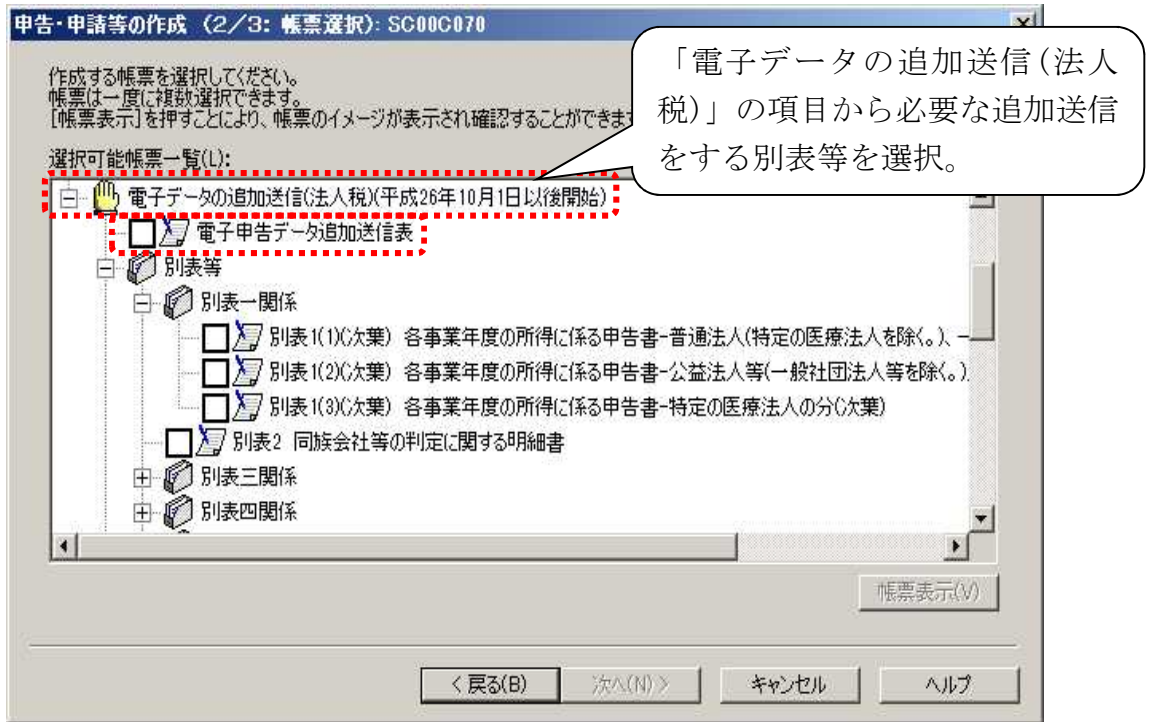 申告・申請等の作成 (2/3: 帳票選択): SC00C070
「電子データの追加送信(法人
税)」の項目から必要な追加送信
をする別表等を選択。
作成する帳票を選択してください。
帳票は一度に複数選択できます。
[帳票表示]を押すことにより、帳票のイメージが表示され確認することができます
選択可能帳票一覧(L):
電子データの追加送信(法人税)(平成26年10月1日以後開始)
電子申告データ追加送信表
別表等
別表一関係
別表1(1)(次葉) 各事業年度の所得に係る申告書-普通法人(特定の医療法人を除く。)、一
別表1(2)(次葉) 各事業年度の所得に係る申告書-公益法人等(一般社団法人等を除く。)
別表1(3)(次葉) 各事業年度の所得に係る申告書-特定の医療法人の分(次葉)
別表2 同族会社等の判定に関する明細書
別表三関係
別表四関係
帳票表示(V)
< 戻る(B)
次へ(N) >
キャンセル
ヘルプ